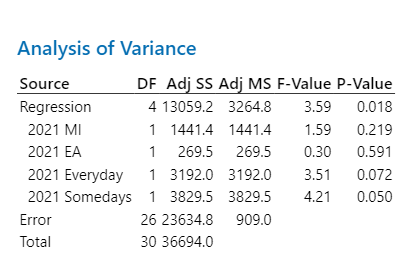 Analysis of Variance
Source DF Adj SS Adj MS F-Value P-Value
Regression 4 13059.2 3264.8 3.59 0.018
2021 MI 1 1441.4 1441.4 1.59 0.219
2021 EA 1 269.5 269.5 0.30 0.591
2021 Everyday 1 3192.0 3192.0 3.51 0.072
2021 Somedays 1 3829.5 3829.5 4.21 0.050
Error 26 23634.8 909.0
Total 30 36694.0